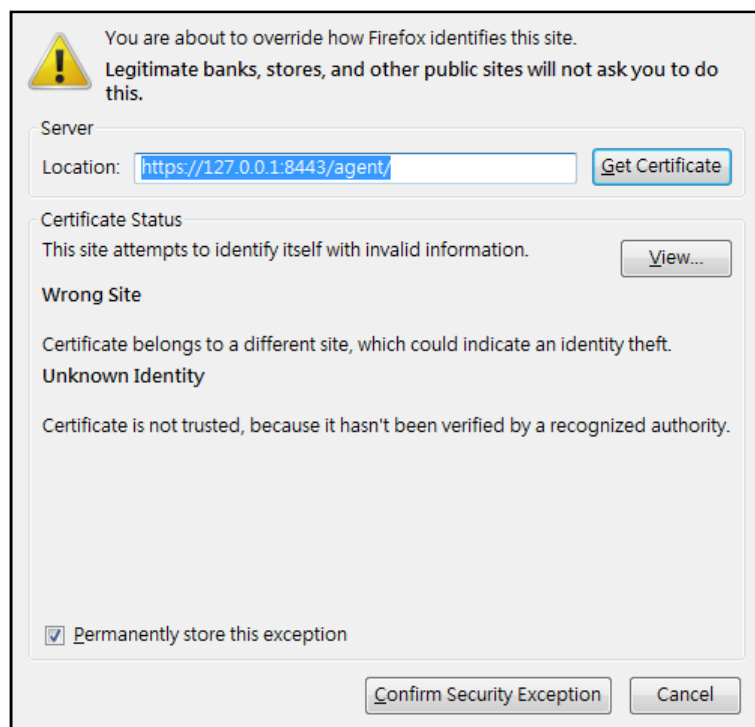 You are about to override how Firefox identifies this site.
Legitimate banks, stores, and other public sites will not ask you to do
this.
Server
Location: https://127.0.0.1:8443/agent/ Get Certificate
Certificate Status
This site attempts to identify itself with invalid information. View...
Wrong Site
Certificate belongs to a different site, which could indicate an identity theft.
Unknown Identity
Certificate is not trusted, because it hasn't been verified by a recognized authority.
Permanently store this exception
Confirm Security Exception Cancel